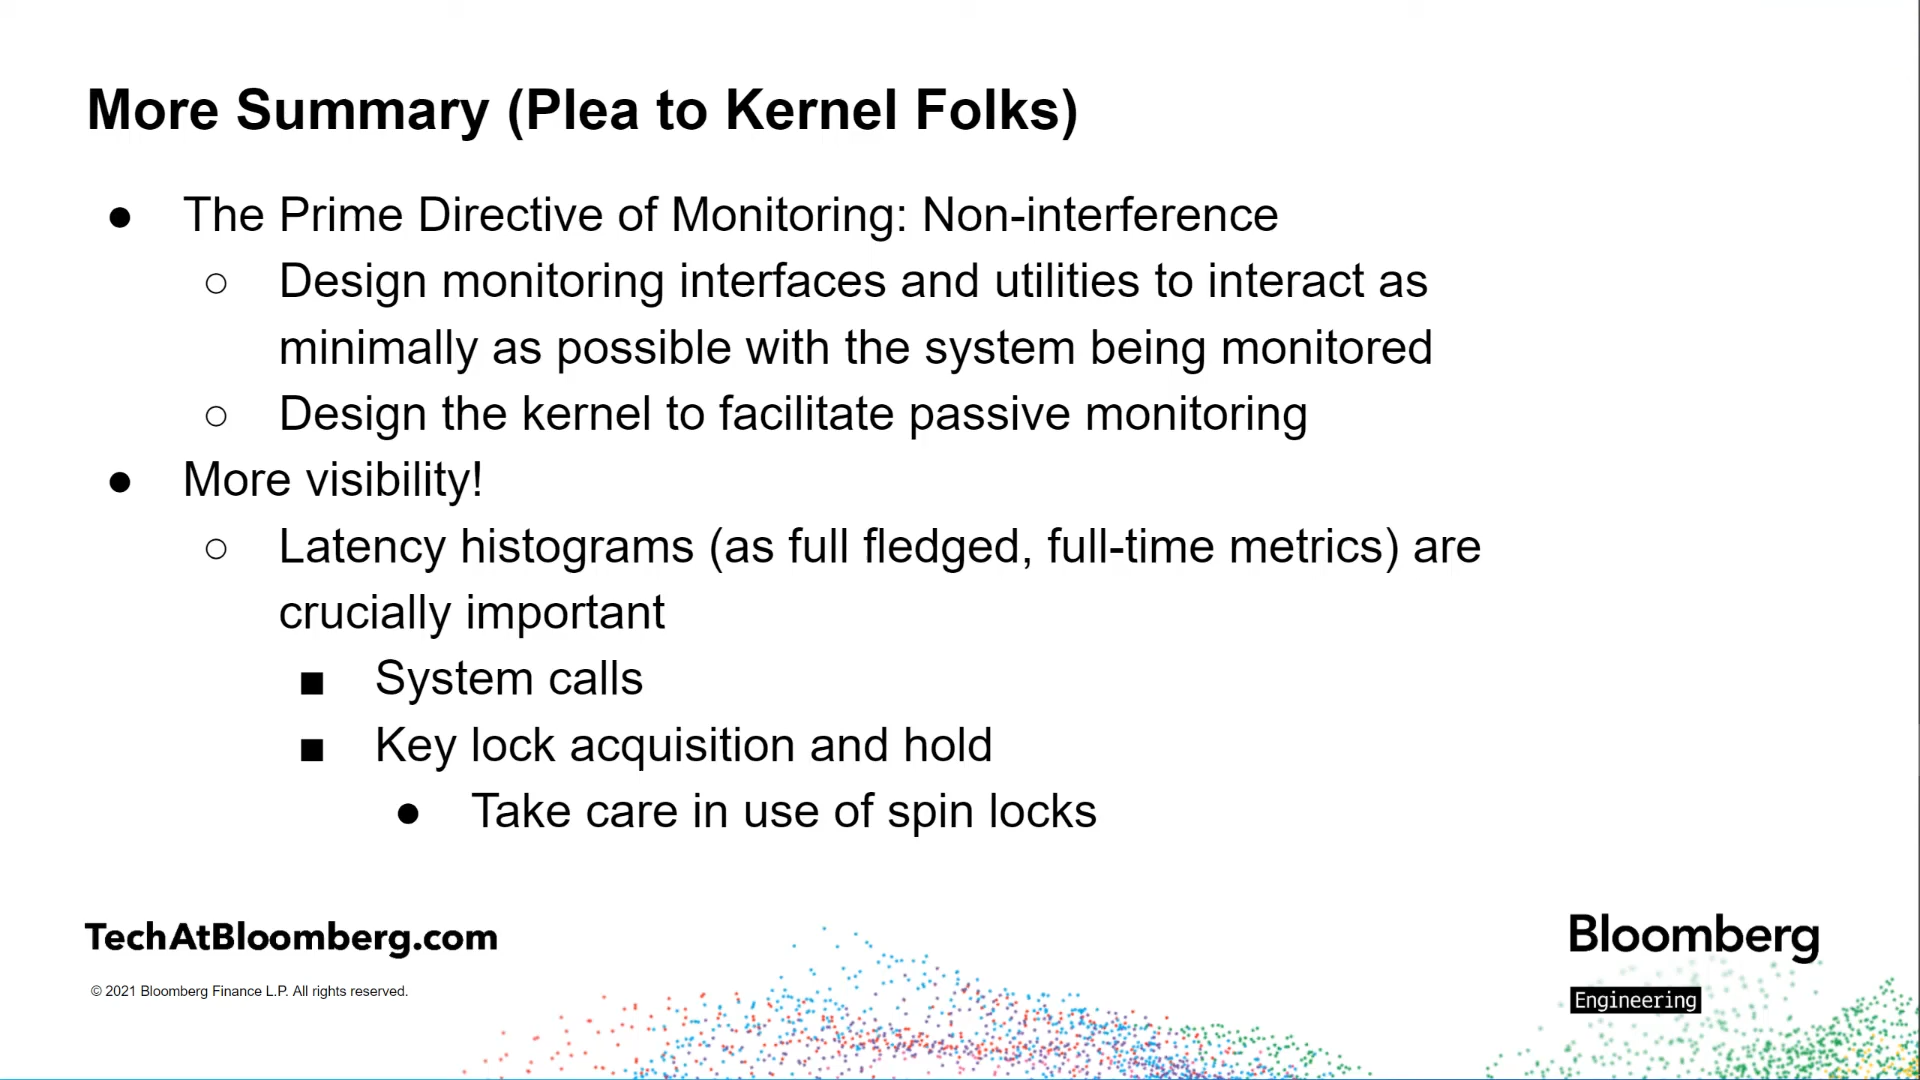 More Summary (Plea to Kernel Folks)
● The Prime Directive of Monitoring: Non-interference
○ Design monitoring interfaces and utilities to interact as
minimally as possible with the system being monitored
○ Design the kernel to facilitate passive monitoring
● More visibility!
○ Latency histograms (as full fledged, full-time metrics) are
crucially important
■ System calls
■ Key lock acquisition and hold
● Take care in use of spin locks
TechAtBloomberg.com
© 2021 Bloomberg Finance L.P. All rights reserved.
Bloomberg
Engineering